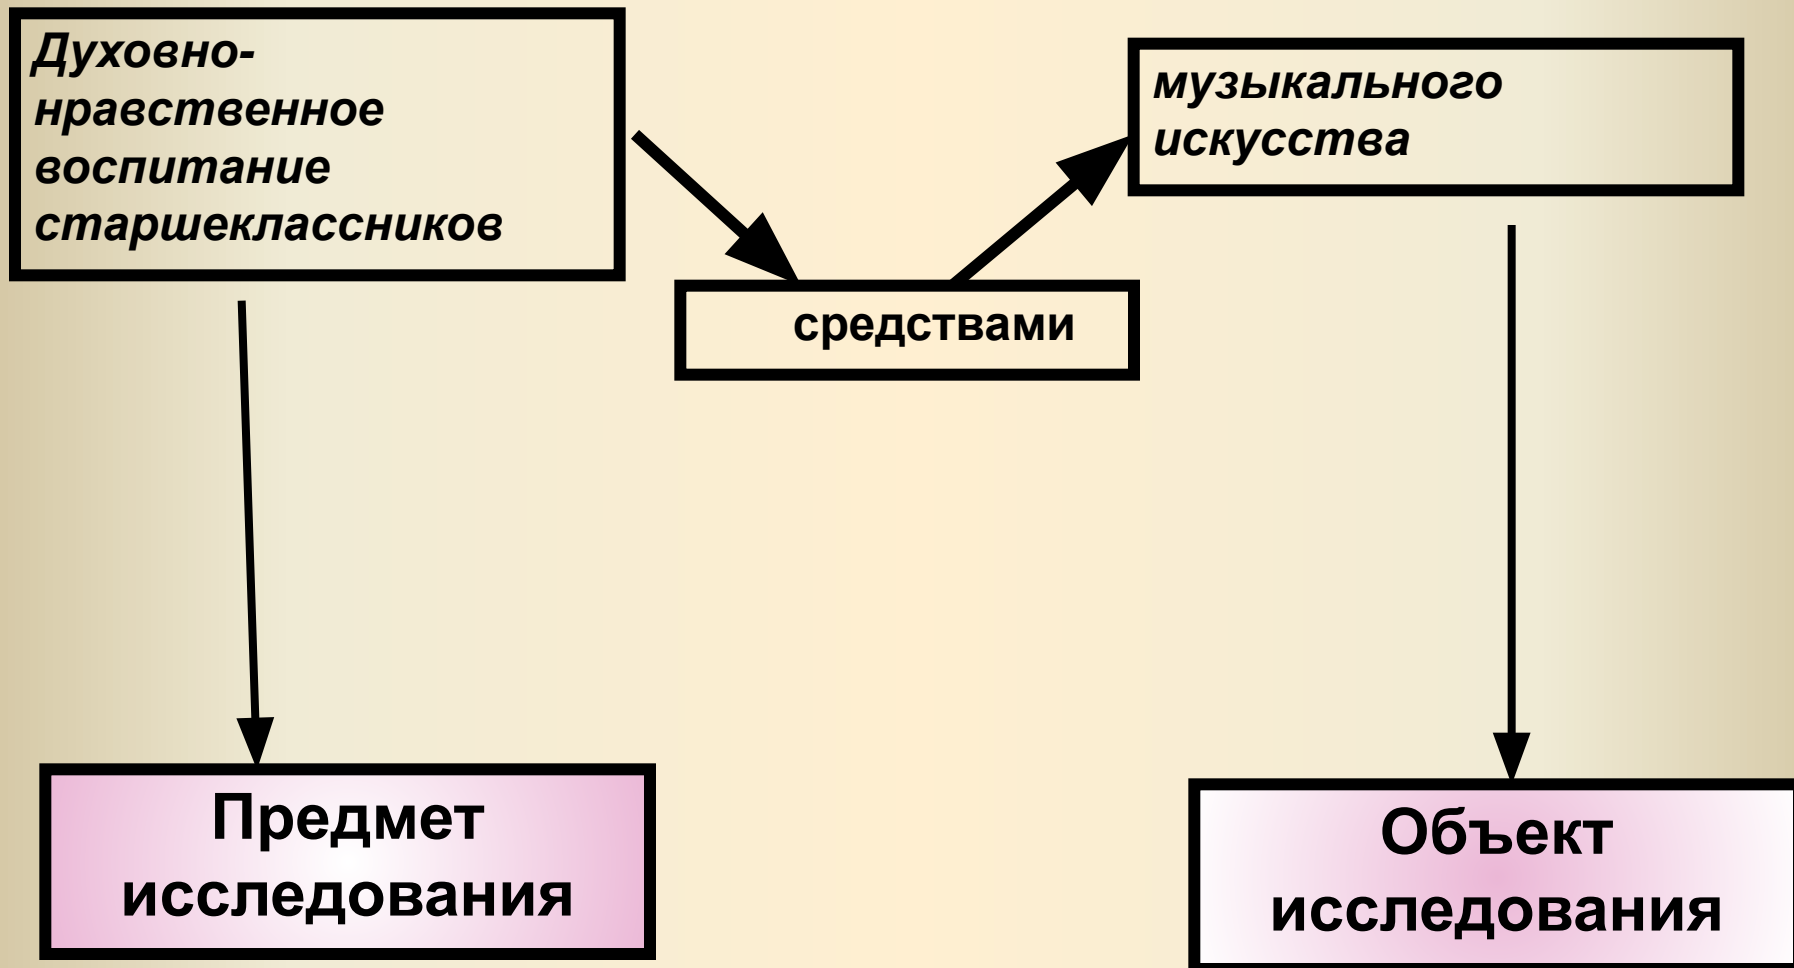 Духовно-
нравственное
воспитание
старшеклассников
музыкального
искусства
средствами
Предмет
исследования
Объект
исследования